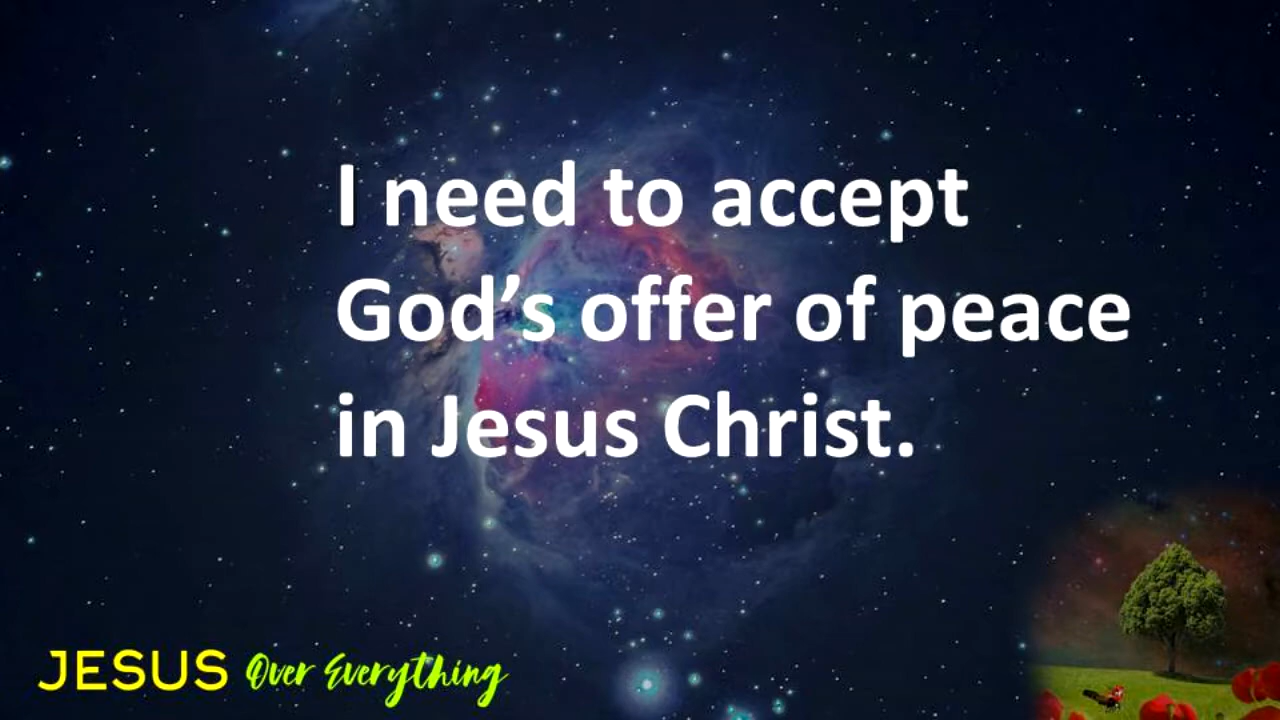 I need to accept
God’s offer of peace
in Jesus Christ.
JESUS Over Everything